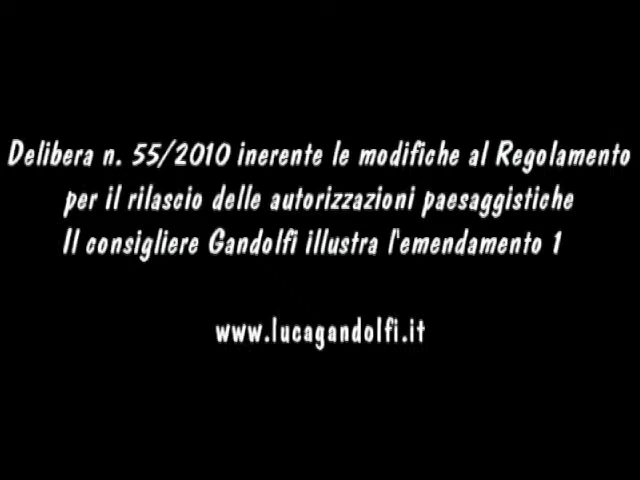 Delibera n. 55/2010 inerente le modifiche al Regolamento
per il rilascio delle autorizzazioni paesaggistiche
Il consigliere Gandolfi illustra l'emendamento 1
www.lucagandolfi.it